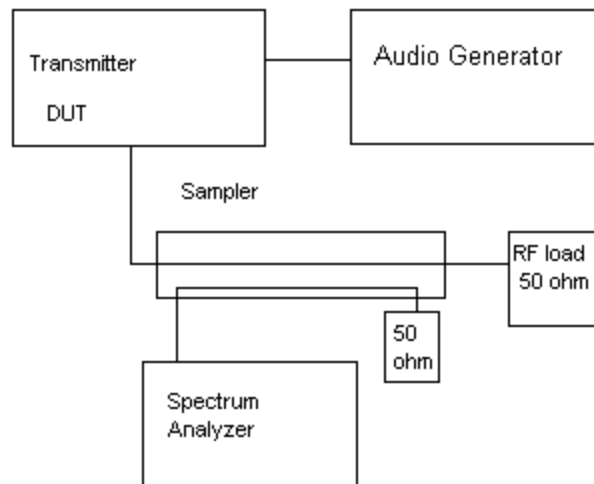 Transmitter
DUT
Audio Generator
Sampler
RF load
50 ohm
50
ohm
Spectrum
Analyzer